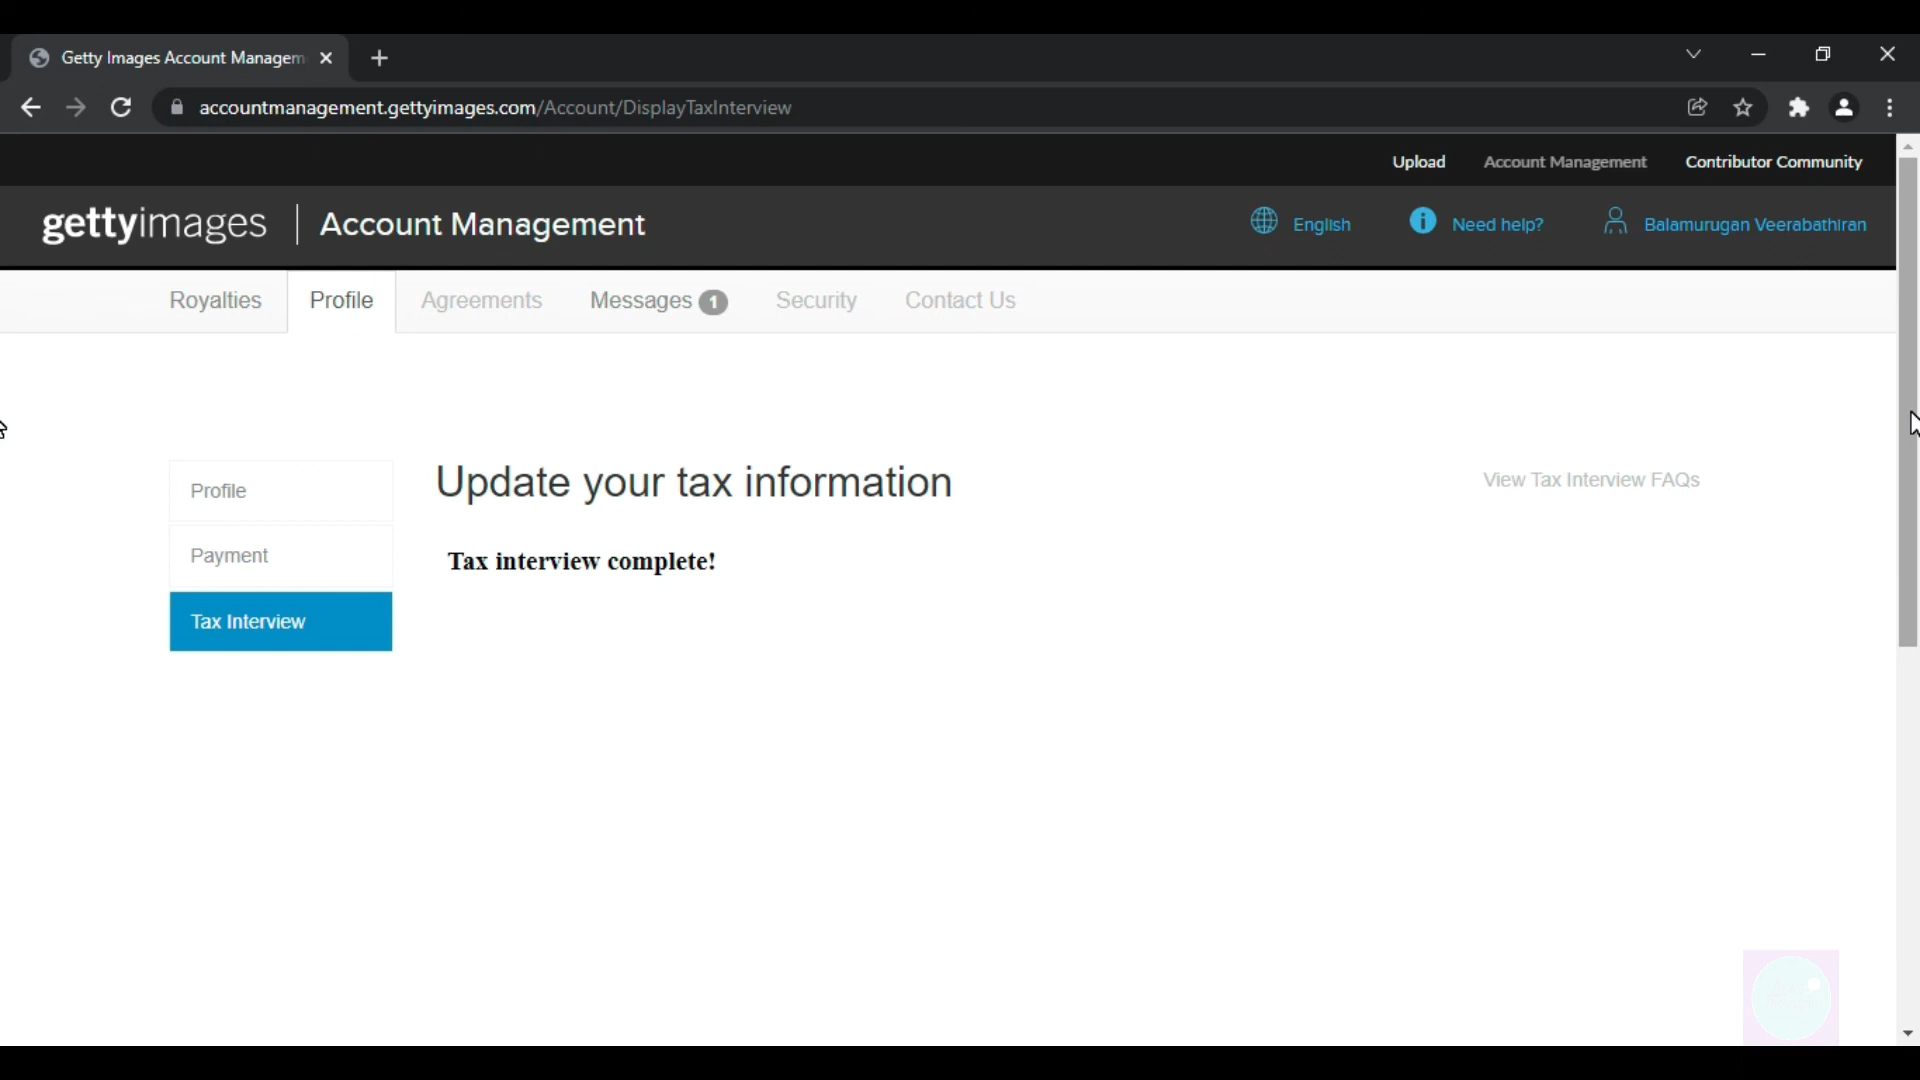 Getty Images Account Managem
accountmanagement.gettyimages.com/Account/DisplayTaxInterview
Upload Account Management Contributor Community
gettyimages Account Management English Need help? Balamurugan Veerabathiran
Royalties Profile Agreements Messages 1 Security Contact Us
Update your tax information
View Tax Interview FAQs
Profile
Tax interview complete!
Payment
Tax Interview